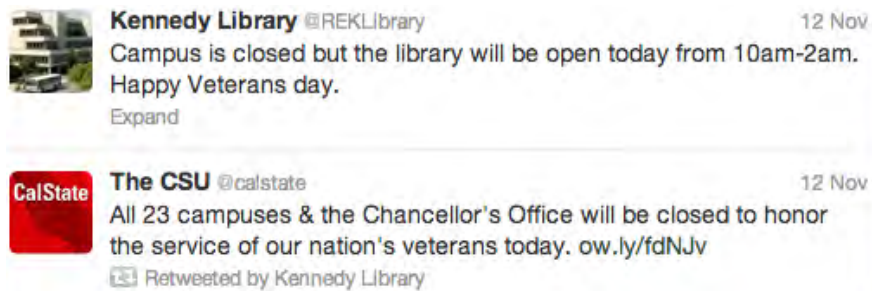 Kennedy Library @REKLibrary 12 Nov
Campus is closed but the library will be open today from 10am-2am.
Happy Veterans day.
Expand
CalState
The CSU @calstate 12 Nov
All 23 campuses & the Chancellor's Office will be closed to honor
the service of our nation's veterans today. ow.ly/fdNJv
Retweeted by Kennedy Library